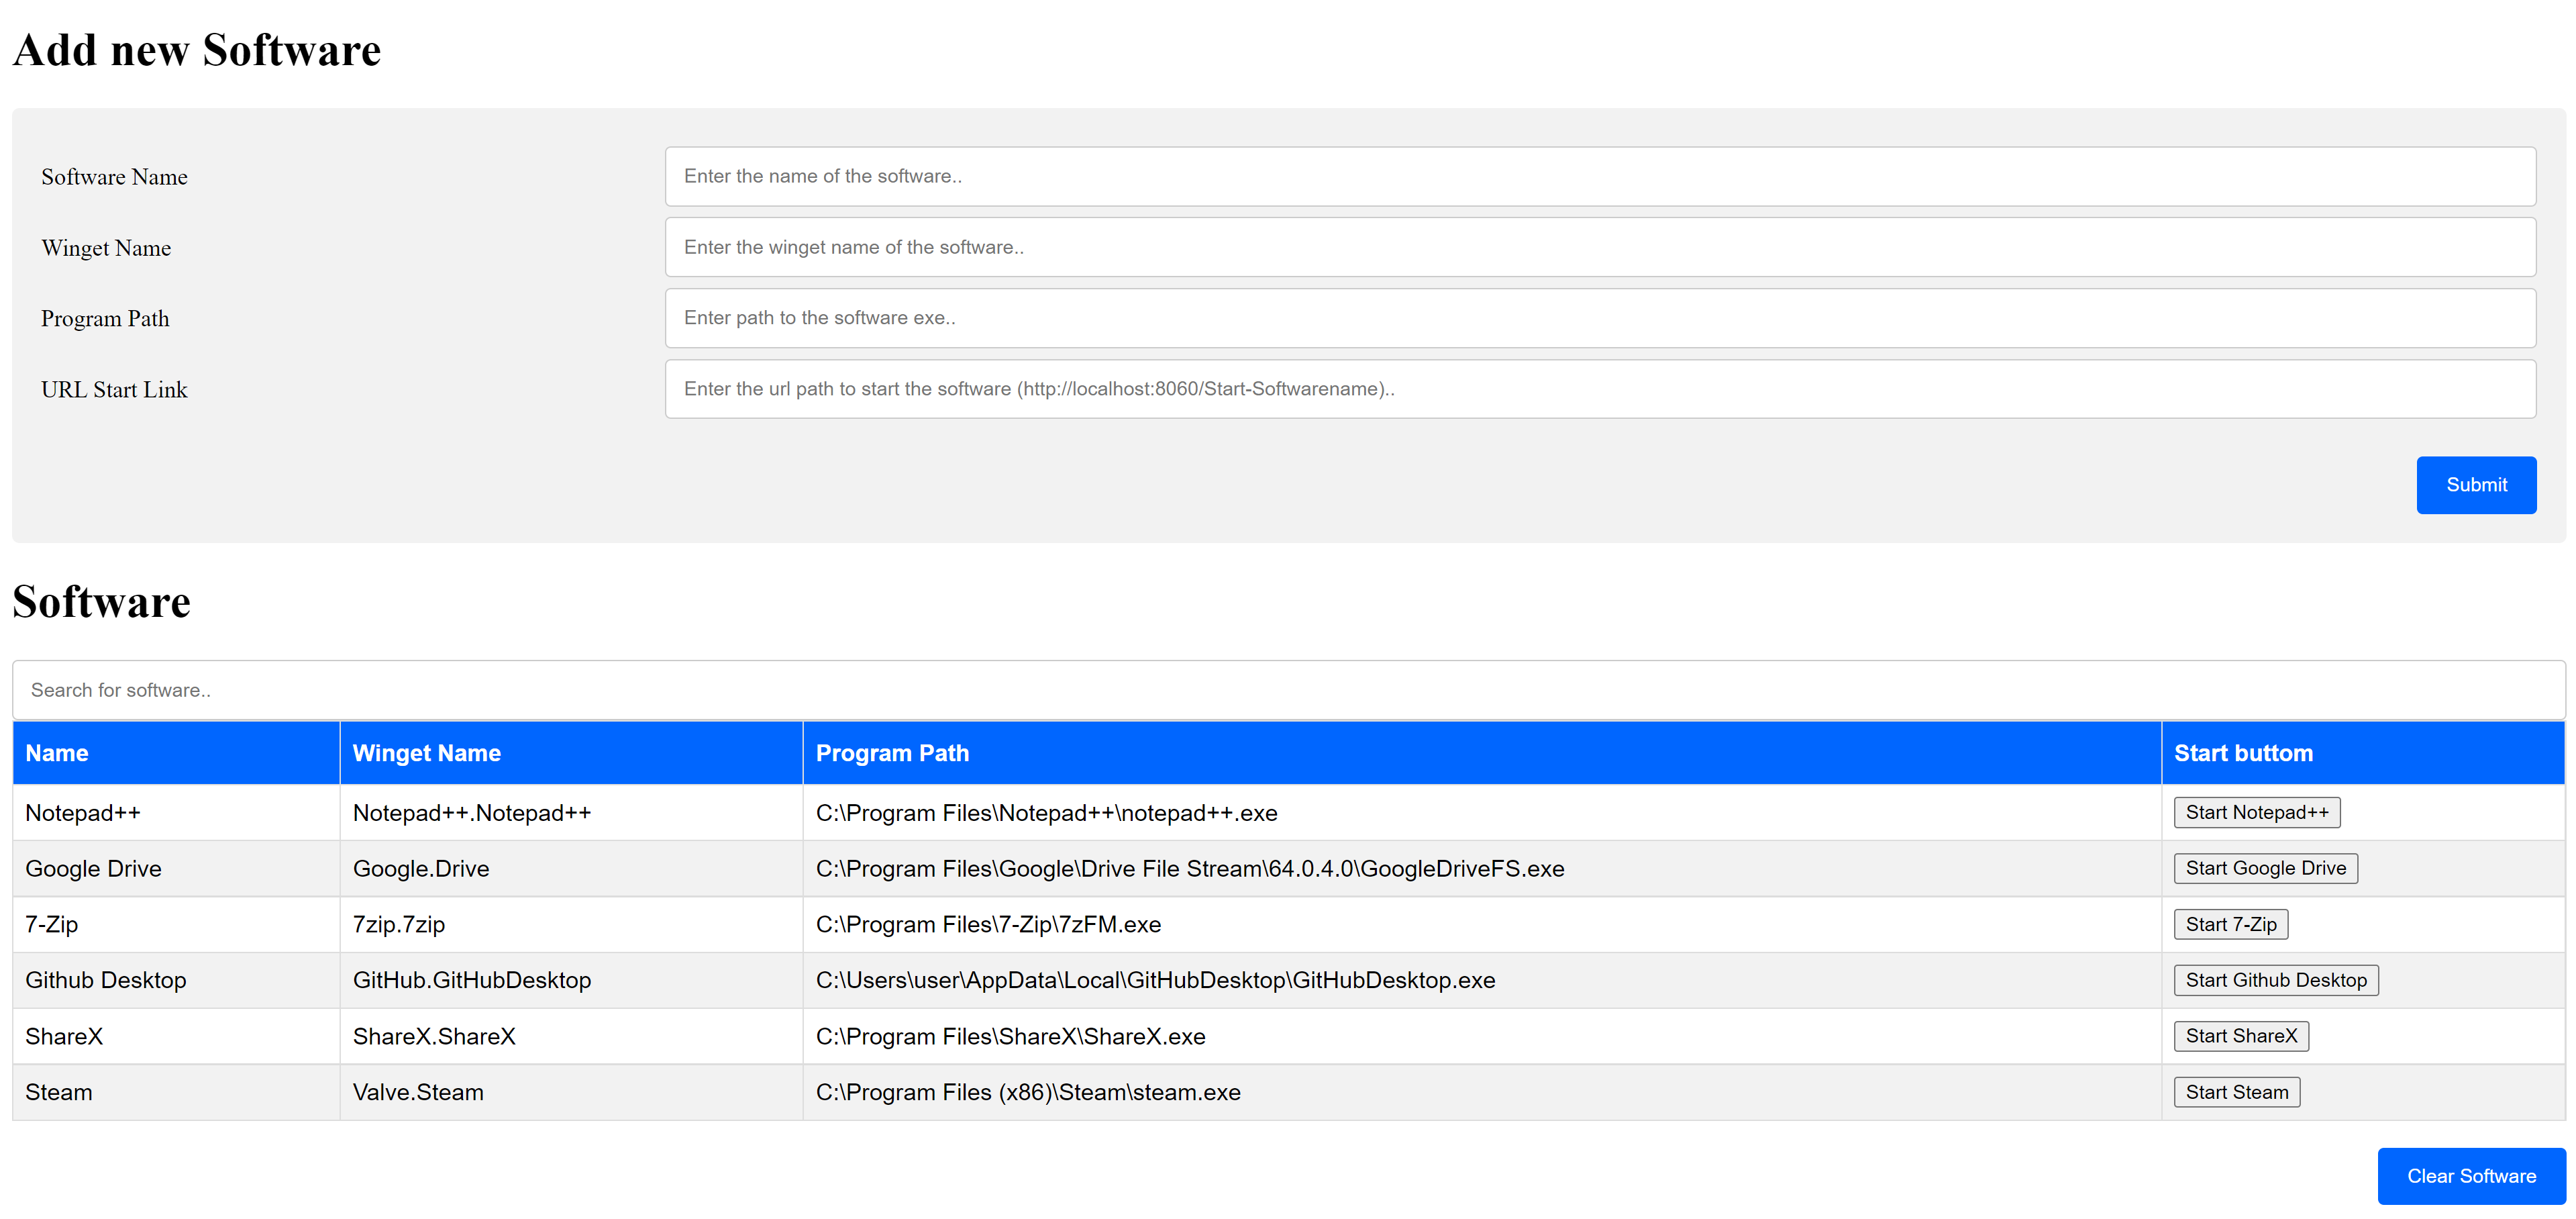 Add new Software
Software Name
Enter the name of the software..
Winget Name
Enter the winget name of the software..
Program Path
Enter path to the software exe..
URL Start Link
Enter the url path to start the software (http://localhost:8060/Start-Softwarename)..
Submit
Software
Search for software..
Name Winget Name Program Path Start buttom
Notepad++ Notepad++.Notepad++ C:\Program Files\Notepad++\notepad++.exe Start Notepad++
Google Drive Google.Drive C:\Program Files\Google\Drive File Stream\64.0.4.0\GoogleDriveFS.exe Start Google Drive
7-Zip 7zip.7zip C:\Program Files\7-Zip\7zFM.exe Start 7-Zip
Github Desktop GitHub.GitHubDesktop C:\Users\user\AppData\Local\GitHubDesktop\GitHubDesktop.exe Start Github Desktop
ShareX ShareX.ShareX C:\Program Files\ShareX\ShareX.exe Start ShareX
Steam Valve.Steam C:\Program Files (x86)\Steam\steam.exe Start Steam
Clear Software